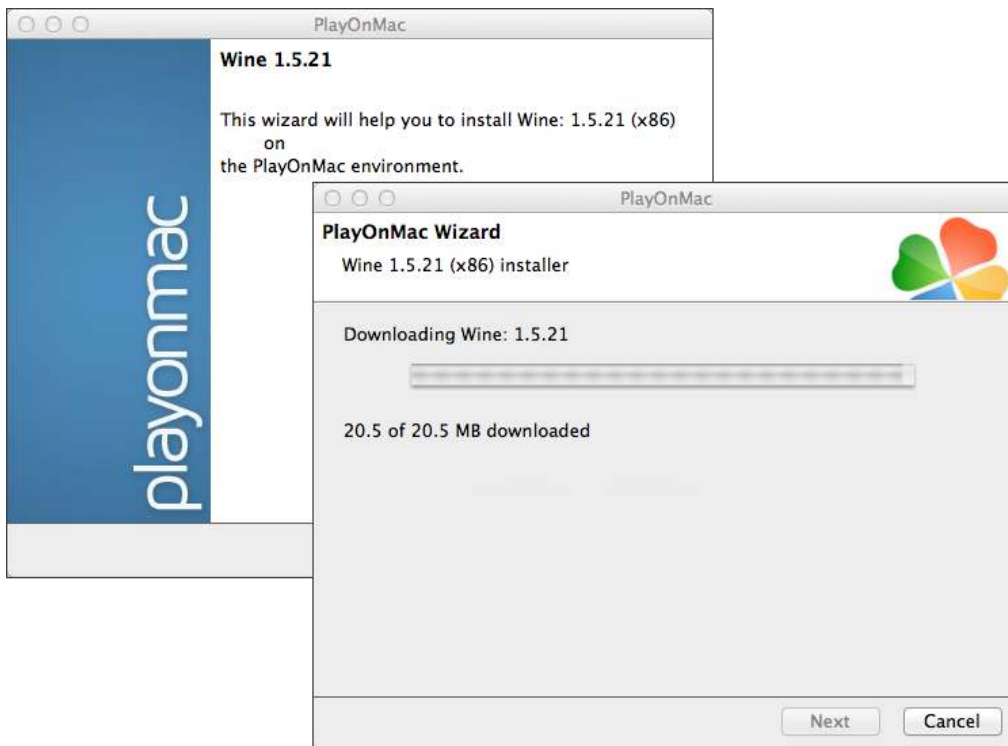 PlayOnMac
Wine 1.5.21
This wizard will help you to install Wine: 1.5.21 (x86)
on
the PlayOnMac environment.
playonmac
PlayOnMac
PlayOnMac Wizard
Wine 1.5.21 (x86) installer
Downloading Wine: 1.5.21
20.5 of 20.5 MB downloaded
Next
Cancel